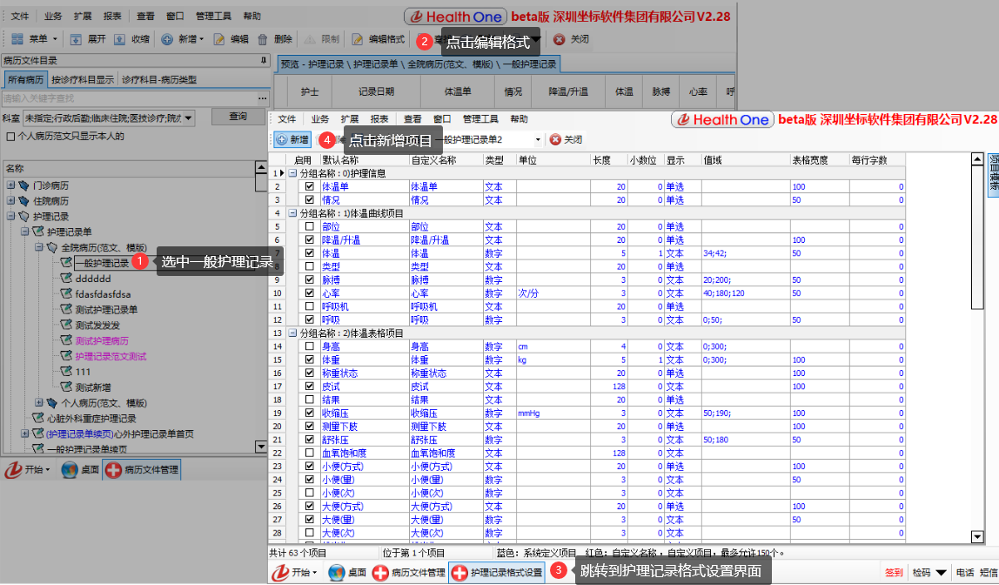 文件 业务 扩展 报表 查看 窗口 管理工具 帮助
Health One beta版 深圳坐标软件集团有限公司 V2.28
菜单 展开 收缩 新增 编辑 删除 限制 编辑格式 关闭
2 点击编辑格式
病历文件目录
所有病历 按诊疗科目显示 诊疗科目-病历类型
请输入关键字查找
科室 未指定;行政后勤;临床住院;医技诊疗;院办 查询
个人病历范文只显示本人的
名称
门诊病历
住院病历
护理记录
护理记录单
全院病历(范文、模版)
一般护理记录
1 选中一般护理记录
dddddd
fdasfdasfdsa
测试护理记录单
测试发发发
测试护理病历
护理记录范文测试
111
测试新增
个人病历(范文、模版)
心脏外科重症护理记录
(护理记录单续页)心外护理记录单首页
一般护理记录单续页
开始 桌面 病历文件管理
预览 - 护理记录 \ 护理记录单 \ 全院病历(范文、模版) \ 一般护理记录
护士 记录日期 体温单 情况 降温/升温 体温 脉搏 心率 呼
文件 业务 扩展 报表 查看 窗口 管理工具 帮助
Health One beta版 深圳坐标软件集团有限公司 V2.28
新增 一般护理记录单2 关闭
4 点击新增项目
启用 默认名称 自定义名称 类型 单位 长度 小数位 显示 值域 表格宽度 每行字数
1 分组名称 : 0)护理信息
2 体温单 体温单 文本 20 0 单选 100 0
3 情况 情况 文本 20 0 单选 50 0
4 分组名称 : 1)体温曲线项目
5 部位 部位 文本 20 0 单选 0
6 降温/升温 降温/升温 文本 20 0 单选 100 0
7 体温 体温 数字 5 1 文本 34;42; 50 0
8 类型 类型 文本 20 0 单选 0
9 脉搏 脉搏 数字 3 0 文本 20;200; 50 0
10 心率 心率 数字 次/分 3 0 文本 40;180;120 50 0
11 呼吸机 呼吸机 文本 20 0 单选 0
12 呼吸 呼吸 数字 3 0 文本 0;50; 50 0
13 分组名称 : 2)体温表格项目
14 身高 身高 数字 cm 4 0 文本 0;300; 0
15 体重 体重 数字 kg 5 1 文本 0;300; 100 0
16 称重状态 称重状态 文本 20 0 单选 100 0
17 皮试 皮试 文本 128 0 文本 100 0
18 结果 结果 文本 20 0 单选 0
19 收缩压 收缩压 数字 mmHg 3 0 文本 50;190; 100 0
20 测量下肢 测量下肢 文本 20 0 单选 100 0
21 舒张压 舒张压 数字 3 0 文本 50;180 50 0
22 血氧饱和度 血氧饱和度 文本 128 0 文本 0
23 小便(方式) 小便(方式) 文本 20 0 单选 100 0
24 小便(量) 小便(量) 数字 3 0 文本 50 0
25 小便(次) 小便(次) 数字 3 0 文本 0
26 大便(方式) 大便(方式) 文本 20 0 单选 100 0
27 大便(量) 大便(量) 数字 3 0 文本 50 0
28 大便(次) 大便(次) 数字 3 0 文本 0
共计 63 个项目 位于第 1 个项目 蓝色：系统定义项目 红色：自定义名称，自定义项目，最多允许150个。
开始 桌面 病历文件管理 护理记录格式设置
3 跳转到护理记录格式设置界面
签到 检码 电话 短信